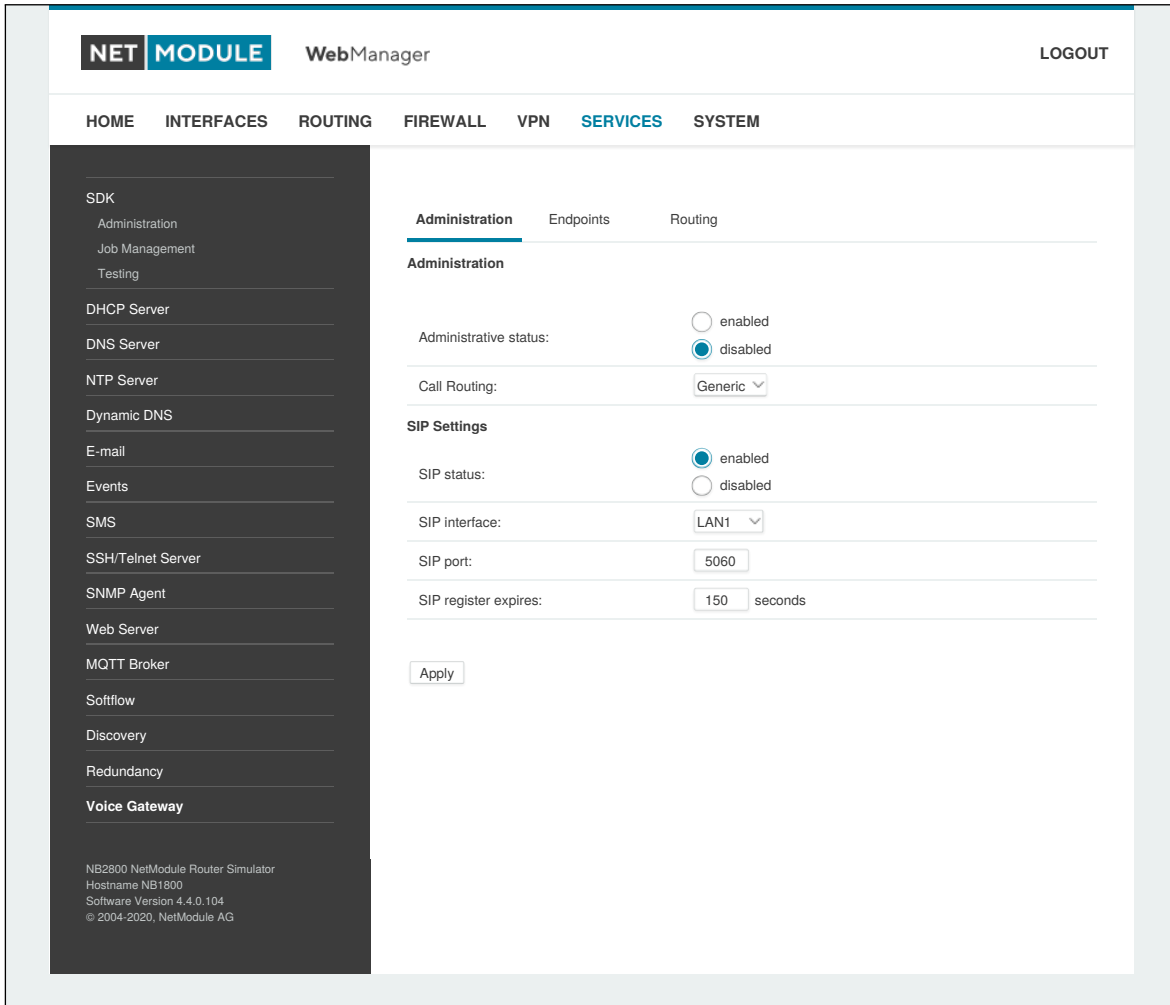 NET MODULE WebManager LOGOUT
HOME INTERFACES ROUTING FIREWALL VPN SERVICES SYSTEM
SDK
Administration
Job Management
Testing
DHCP Server
DNS Server
NTP Server
Dynamic DNS
E-mail
Events
SMS
SSH/Telnet Server
SNMP Agent
Web Server
MQTT Broker
Softflow
Discovery
Redundancy
Voice Gateway
NB2800 NetModule Router Simulator
Hostname NB1800
Software Version 4.4.0.104
© 2004-2020, NetModule AG
Administration Endpoints Routing
Administration
Administrative status:
enabled
disabled
Call Routing: Generic
SIP Settings
SIP status:
enabled
disabled
SIP interface: LAN1
SIP port: 5060
SIP register expires: 150 seconds
Apply